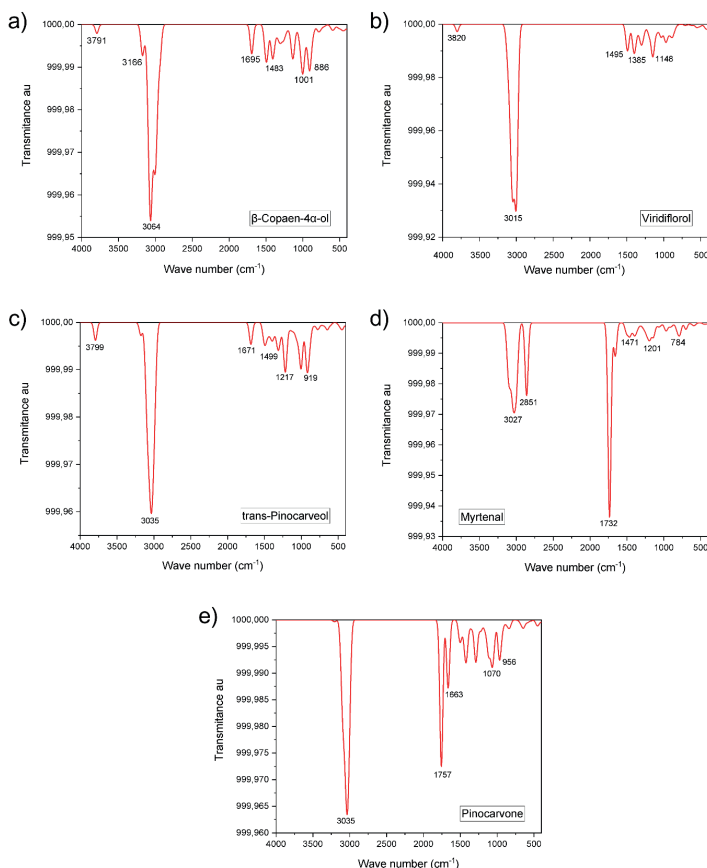 a)
1000,00
999,99
999,98
999,97
999,96
999,95
Transmitance au
3791
3166
3064
1695
1483
1001
886
β-Copaen-4α-ol
4000 3500 3000 2500 2000 1500 1000 500
Wave number (cm⁻¹)
b)
1000,00
999,98
999,96
999,94
999,92
Transmitance au
3820
3015
1495
1385
1148
Viridiflorol
4000 3500 3000 2500 2000 1500 1000 500
Wave number (cm⁻¹)
c)
1000,00
999,99
999,98
999,97
999,96
Transmitance au
3799
3035
1671
1499
1217
919
trans-Pinocarveol
4000 3500 3000 2500 2000 1500 1000 500
Wave number (cm⁻¹)
d)
1000,00
999,99
999,98
999,97
999,96
999,95
999,94
999,93
Transmitance au
3027
2851
1732
1471
1201
784
Myrtenal
4000 3500 3000 2500 2000 1500 1000 500
Wave number (cm⁻¹)
e)
1000,000
999,995
999,990
999,985
999,980
999,975
999,970
999,965
999,960
Transmitance au
3035
1757
1663
1070
956
Pinocarvone
4000 3500 3000 2500 2000 1500 1000 500
Wave number (cm⁻¹)